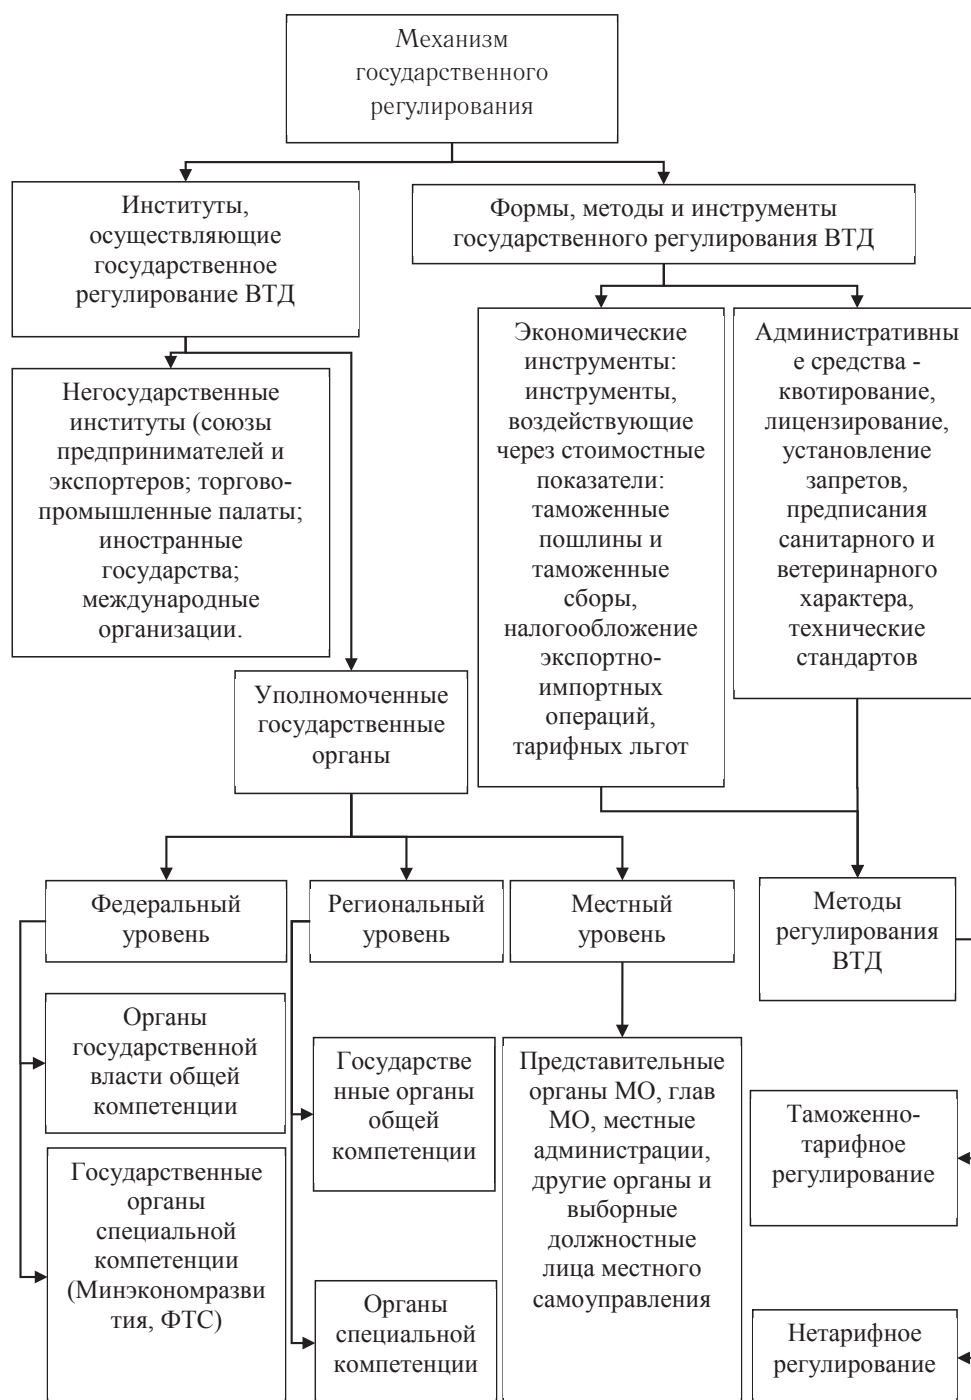 Механизм
государственного
регулирования
Институты,
осуществляющие
государственное
регулирование ВТД
Формы, методы и инструменты
государственного регулирования ВТД
Негосударственные
институты (союзы
предпринимателей и
экспортеров; торгово-
промышленные палаты;
иностранные
государства;
международные
организации.
Экономические
инструменты:
инструменты,
воздействующие
через стоимостные
показатели:
таможенные
пошлины и
таможенные
сборы,
налогообложение
экспортно-
импортных
операций,
тарифных льгот
Административны
е средства -
квотирование,
лицензирование,
установление
запретов,
предписания
санитарного и
ветеринарного
характера,
технические
стандартов
Уполномоченные
государственные
органы
Федеральный
уровень
Региональный
уровень
Местный
уровень
Методы
регулирования
ВТД
Органы
государственной
власти общей
компетенции
Государстве
нные органы
общей
компетенции
Представительные
органы МО, глав
МО, местные
администрации,
другие органы и
выборные
должностные
лица местного
самоуправления
Таможенно-
тарифное
регулирование
Государственные
органы
специальной
компетенции
(Минэкономразви
тия, ФТС)
Органы
специальной
компетенции
Нетарифное
регулирование